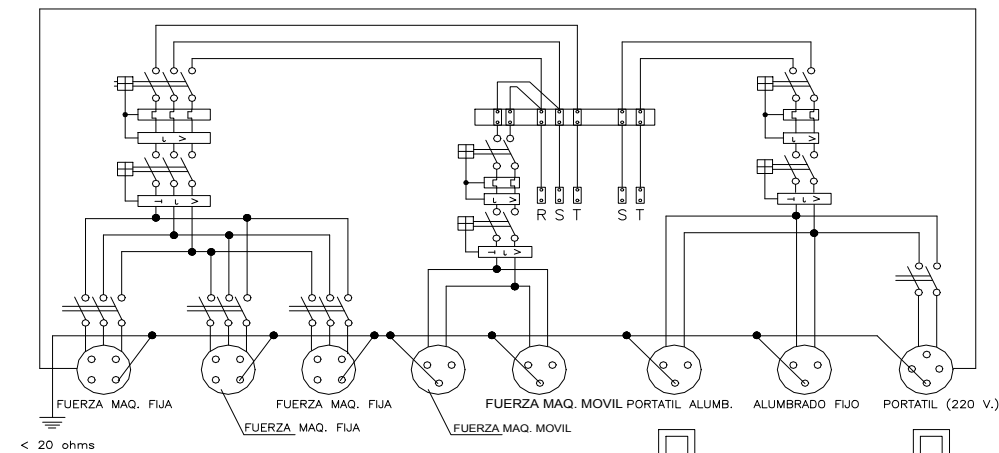 R S T S T
FUERZA MAQ. FIJA
FUERZA MAQ. FIJA
FUERZA MAQ. MOVIL
PORTATIL ALUMB.
ALUMBRADO FIJO
PORTATIL (220 V.)
FUERZA MAQ. FIJA
FUERZA MAQ. MOVIL
< 20 ohms